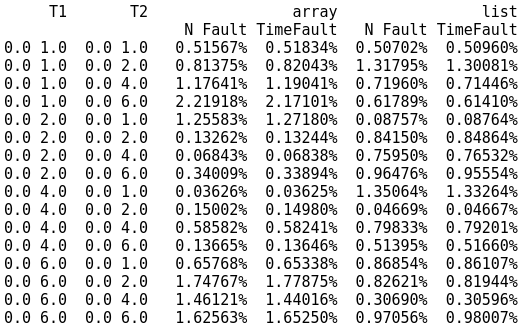 T1 T2 array list
N Fault TimeFault N Fault TimeFault
0.0 1.0 0.0 1.0 0.51567% 0.51834% 0.50702% 0.50960%
0.0 1.0 0.0 2.0 0.81375% 0.82043% 1.31795% 1.30081%
0.0 1.0 0.0 4.0 1.17641% 1.19041% 0.71960% 0.71446%
0.0 1.0 0.0 6.0 2.21918% 2.17101% 0.61789% 0.61410%
0.0 2.0 0.0 1.0 1.25583% 1.27180% 0.08757% 0.08764%
0.0 2.0 0.0 2.0 0.13262% 0.13244% 0.84150% 0.84864%
0.0 2.0 0.0 4.0 0.06843% 0.06838% 0.75950% 0.76532%
0.0 2.0 0.0 6.0 0.34009% 0.33894% 0.96476% 0.95554%
0.0 4.0 0.0 1.0 0.03626% 0.03625% 1.35064% 1.33264%
0.0 4.0 0.0 2.0 0.15002% 0.14980% 0.04669% 0.04667%
0.0 4.0 0.0 4.0 0.58582% 0.58241% 0.79833% 0.79201%
0.0 4.0 0.0 6.0 0.13665% 0.13646% 0.51395% 0.51660%
0.0 6.0 0.0 1.0 0.65768% 0.65338% 0.86854% 0.86107%
0.0 6.0 0.0 2.0 1.74767% 1.77875% 0.82621% 0.81944%
0.0 6.0 0.0 4.0 1.46121% 1.44016% 0.30690% 0.30596%
0.0 6.0 0.0 6.0 1.62563% 1.65250% 0.97056% 0.98007%